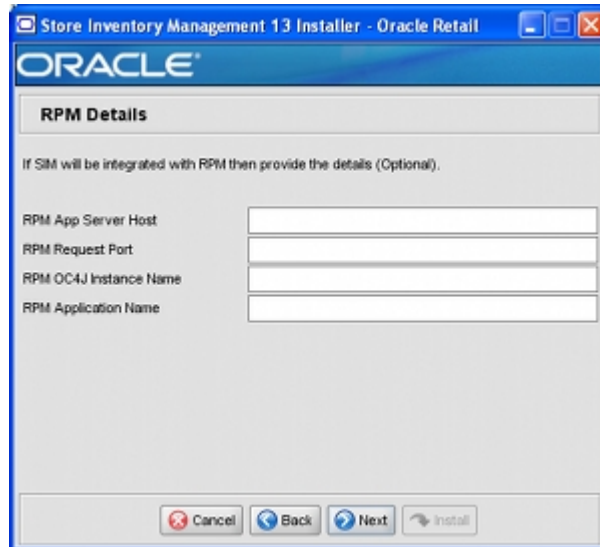 Store Inventory Management 13 Installer - Oracle Retail
ORACLE®
RPM Details
If SIM will be integrated with RPM then provide the details (Optional).
RPM App Server Host
RPM Request Port
RPM OC4J Instance Name
RPM Application Name
Cancel Back Next Install